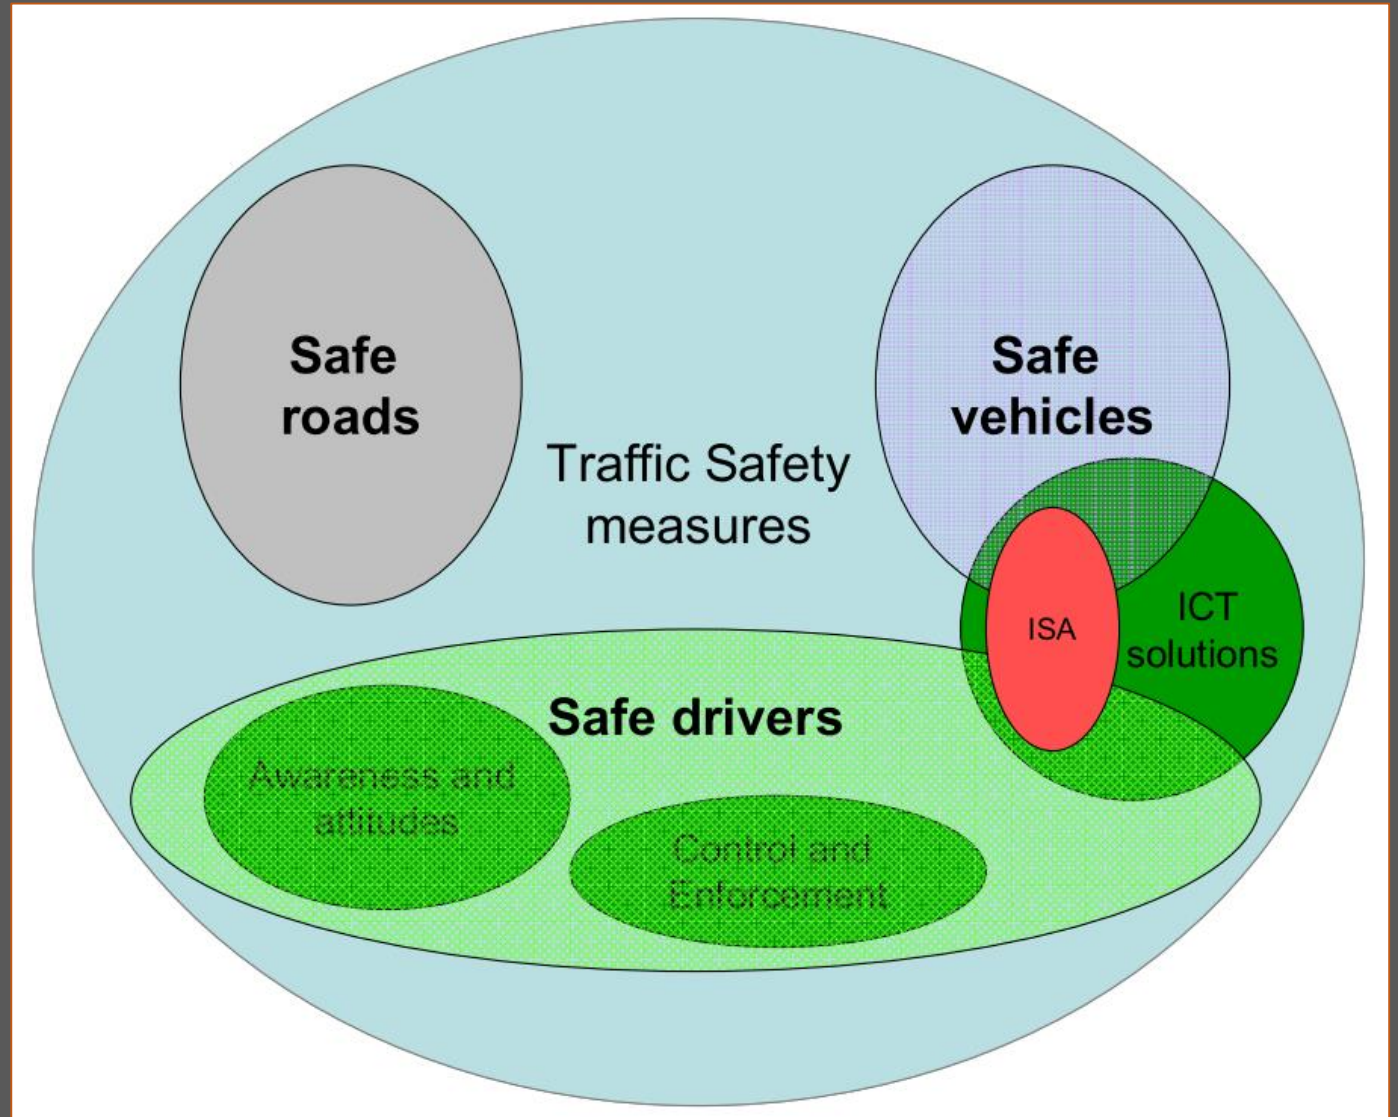 Safe
roads
Safe
vehicles
Traffic Safety
measures
ISA
ICT
solutions
Safe drivers
Awareness and
attitudes
Control and
Enforcement